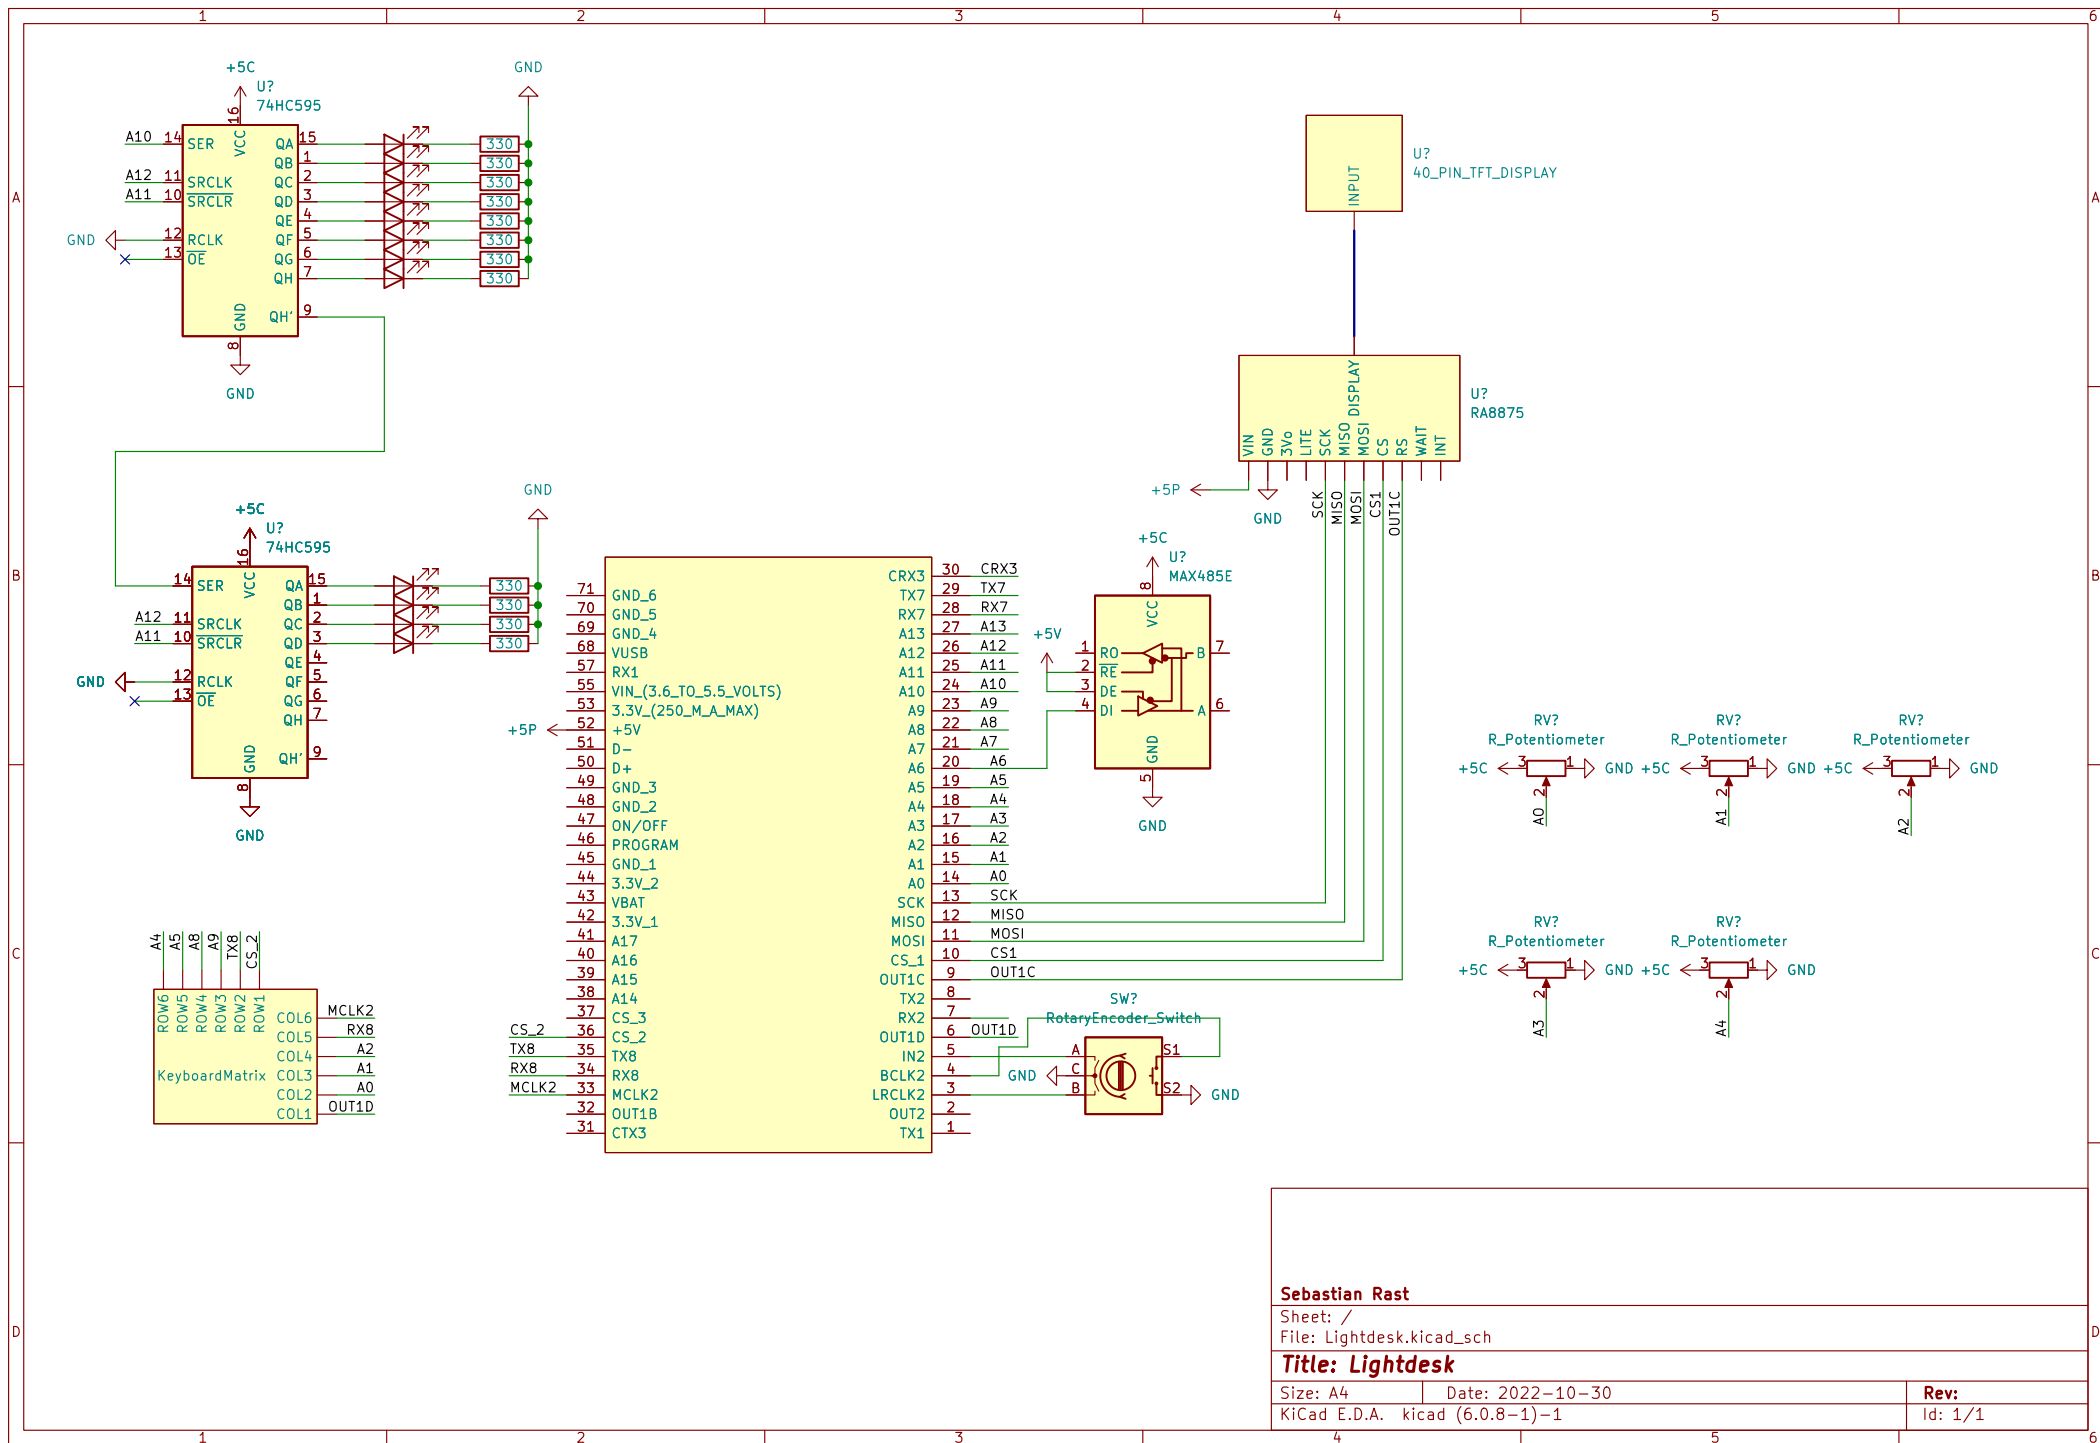 1 2 3 4 5 6
A A
B B
C C
D D
1 2 3 4 5 6
+5C
U?
74HC595
16
VCC
A10 14 SER
A12 11 SRCLK
A11 10 SRCLR
GND 12 RCLK
13 OE
QA 15 330
QB 1 330
QC 2 330
QD 3 330
QE 4 330
QF 5 330
QG 6 330
QH 7 330
QH' 9
GND
8
GND
GND
+5C
U?
74HC595
16
VCC
14 SER
A12 11 SRCLK
A11 10 SRCLR
GND 12 RCLK
13 OE
QA 15 330
QB 1 330
QC 2 330
QD 3 330
QE 4
QF 5
QG 6
QH 7
QH' 9
GND
8
GND
GND
A4 A5 A8 A9 TX8 CS_2
ROW6 ROW5 ROW4 ROW3 ROW2 ROW1
KeyboardMatrix
COL6 MCLK2
COL5 RX8
COL4 A2
COL3 A1
COL2 A0
COL1 OUT1D
71 GND_6
70 GND_5
69 GND_4
68 VUSB
57 RX1
55 VIN_(3.6_TO_5.5_VOLTS)
53 3.3V_(250_M_A_MAX)
+5P 52 +5V
51 D-
50 D+
49 GND_3
48 GND_2
47 ON/OFF
46 PROGRAM
45 GND_1
44 3.3V_2
43 VBAT
42 3.3V_1
41 A17
40 A16
39 A15
38 A14
37 CS_3
CS_2 36 CS_2
TX8 35 TX8
RX8 34 RX8
MCLK2 33 MCLK2
32 OUT1B
31 CTX3
CRX3 30 CRX3
TX7 29 TX7
RX7 28 RX7
A13 27 A13
A12 26 A12
A11 25 A11
A10 24 A10
A9 23 A9
A8 22 A8
A7 21 A7
A6 20 A6
A5 19 A5
A4 18 A4
A3 17 A3
A2 16 A2
A1 15 A1
A0 14 A0
SCK 13 SCK
MISO 12 MISO
MOSI 11 MOSI
CS_1 10 CS1
OUT1C 9 OUT1C
TX2 8
RX2 7
OUT1D 6 OUT1D
IN2 5
BCLK2 4
LRCLK2 3
OUT2 2
TX1 1
+5C
U?
MAX485E
8
VCC
+5V
1 RO
2 RE
3 DE
4 DI
B 7
A 6
GND
5
GND
SW?
RotaryEncoder_Switch
A
C
B
S1
S2
GND
GND
U?
40_PIN_TFT_DISPLAY
INPUT
U?
RA8875
DISPLAY
VIN GND 3Vo LITE SCK MISO MOSI CS RS WAIT INT
+5P
GND
SCK MISO MOSI CS1 OUT1C
RV?
R_Potentiometer
+5C 3 1 GND
2
A0
RV?
R_Potentiometer
+5C 3 1 GND
2
A1
RV?
R_Potentiometer
+5C 3 1 GND
2
A2
RV?
R_Potentiometer
+5C 3 1 GND
2
A3
RV?
R_Potentiometer
+5C 3 1 GND
2
A4
Sebastian Rast
Sheet: /
File: Lightdesk.kicad_sch
Title: Lightdesk
Size: A4 Date: 2022-10-30 Rev:
KiCad E.D.A. kicad (6.0.8-1)-1 Id: 1/1